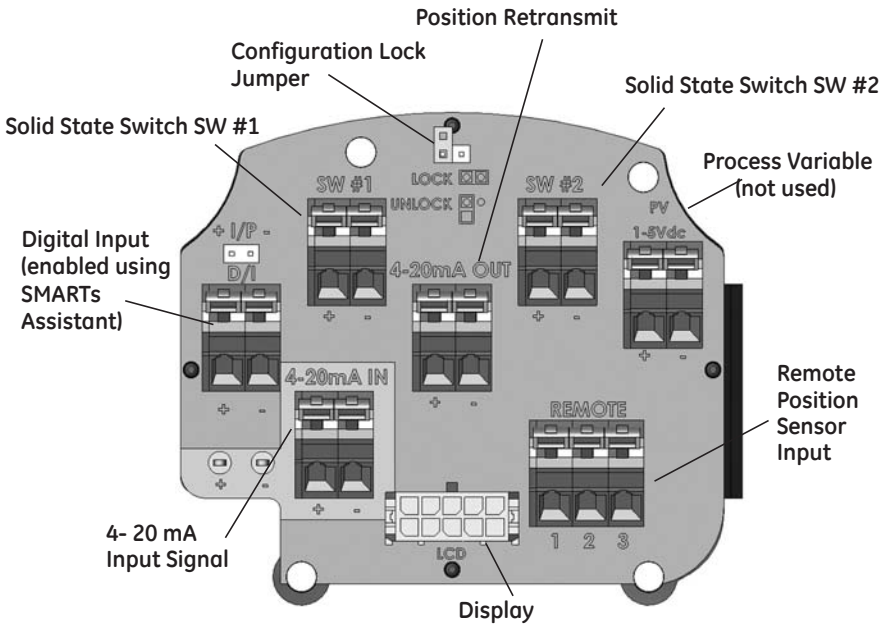 Position Retransmit
Configuration Lock
Jumper
Solid State Switch SW #2
Solid State Switch SW #1
Process Variable
(not used)
SW #1
LOCK
SW #2
UNLOCK
PV
1-5Vdc
+ I/P -
D/I
Digital Input
(enabled using
SMARTs
Assistant)
4-20mA OUT
+ -
+ -
+ -
4-20mA IN
+ -
+ -
REMOTE
Remote
Position
Sensor
Input
+ -
+ -
1 2 3
4- 20 mA
Input Signal
LCD
Display